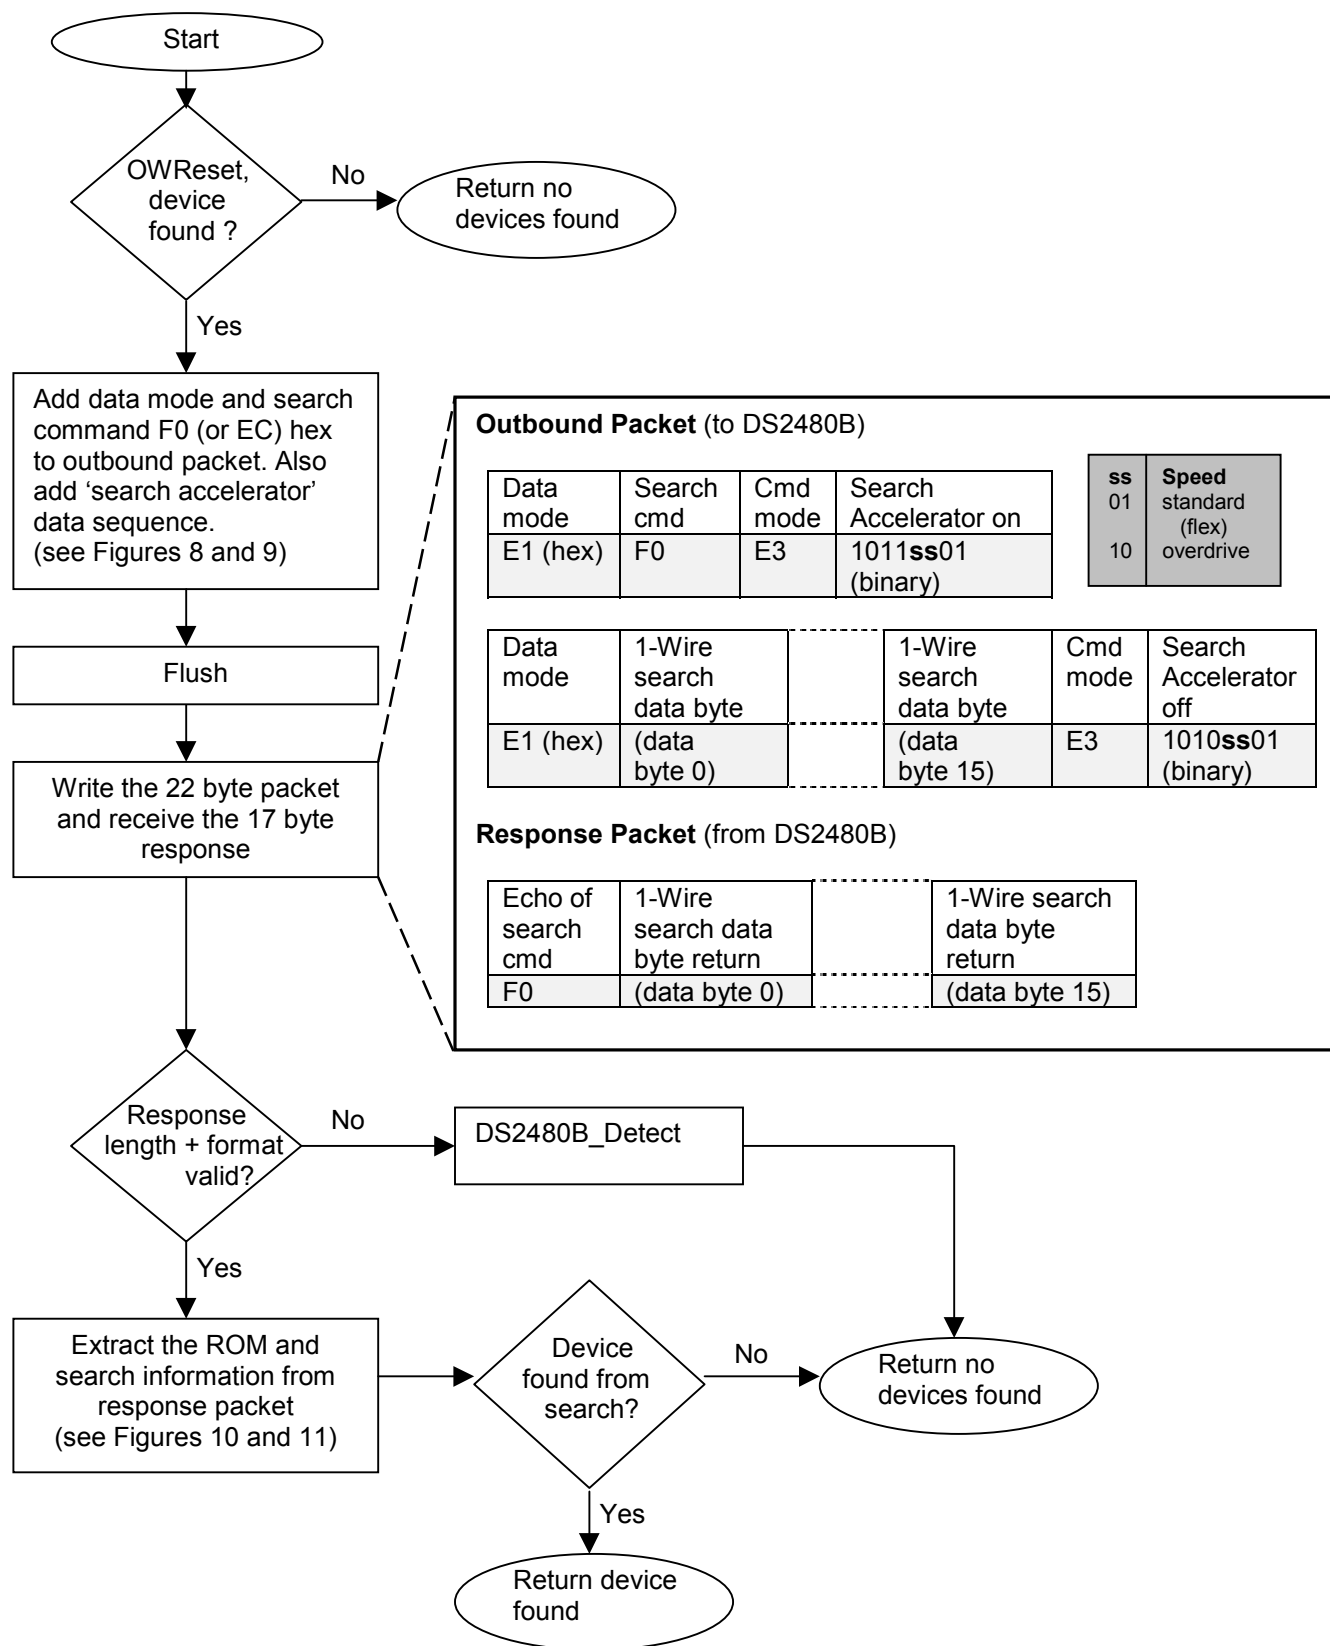 Start
OWReset,
device
found ?
No
Return no
devices found
Yes
Add data mode and search
command F0 (or EC) hex
to outbound packet. Also
add ‘search accelerator’
data sequence.
(see Figures 8 and 9)
Flush
Write the 22 byte packet
and receive the 17 byte
response
Outbound Packet (to DS2480B)
Data Search Cmd Search
mode cmd mode Accelerator on
E1 (hex) F0 E3 1011ss01
(binary)
ss Speed
01 standard
(flex)
10 overdrive
Data 1-Wire 1-Wire Cmd Search
mode search search mode Accelerator
data byte data byte off
E1 (hex) (data (data E3 1010ss01
byte 0) byte 15) (binary)
Response Packet (from DS2480B)
Echo of 1-Wire 1-Wire search
search search data data byte
cmd byte return return
F0 (data byte 0) (data byte 15)
Response
length + format
valid?
No
DS2480B_Detect
Yes
Extract the ROM and
search information from
response packet
(see Figures 10 and 11)
Device
found from
search?
No
Return no
devices found
Yes
Return device
found